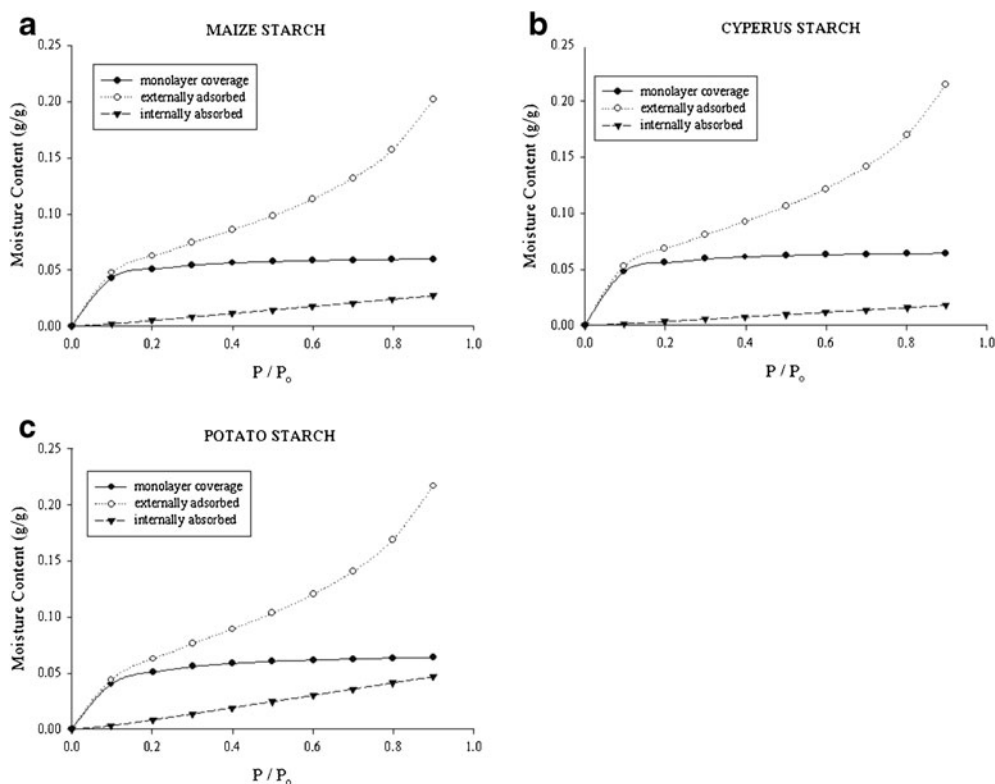 a
MAIZE STARCH
0.25
0.20
0.15
0.10
0.05
0.00
Moisture Content (g/g)
monolayer coverage
externally adsorbed
internally absorbed
0.0 0.2 0.4 0.6 0.8 1.0
P / Po
b
CYPERUS STARCH
0.25
0.20
0.15
0.10
0.05
0.00
Moisture Content (g/g)
monolayer coverage
externally adsorbed
internally absorbed
0.0 0.2 0.4 0.6 0.8 1.0
P / Po
c
POTATO STARCH
0.25
0.20
0.15
0.10
0.05
0.00
Moisture Content (g/g)
monolayer coverage
externally adsorbed
internally absorbed
0.0 0.2 0.4 0.6 0.8 1.0
P / Po